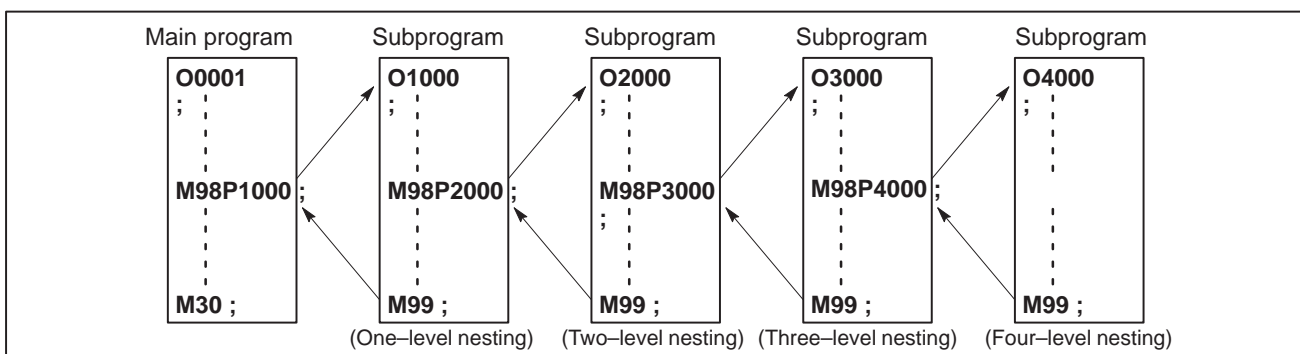 Main program
Subprogram
Subprogram
Subprogram
Subprogram
O0001
;
M98P1000 ;
M30 ;
O1000
;
M98P2000 ;
M99 ;
(One–level nesting)
O2000
;
M98P3000
;
M99 ;
(Two–level nesting)
O3000
;
M98P4000 ;
M99 ;
(Three–level nesting)
O4000
;
M99 ;
(Four–level nesting)